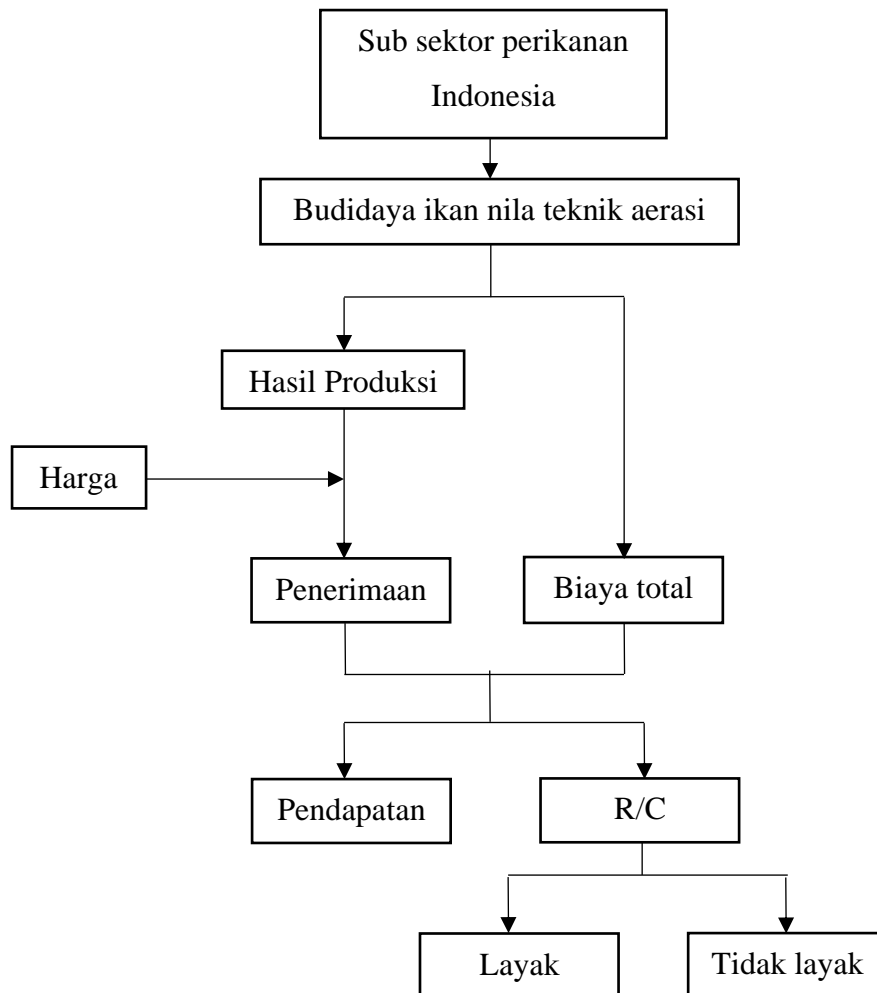 Sub sektor perikanan
Indonesia
Budidaya ikan nila teknik aerasi
Hasil Produksi
Harga
Penerimaan
Biaya total
Pendapatan
R/C
Layak
Tidak layak